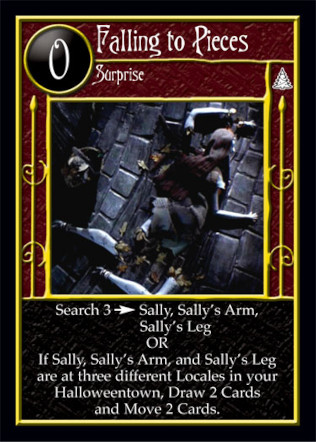 0
Falling to Pieces
Surprise
Search 3 → Sally, Sally's Arm,
Sally's Leg
OR
If Sally, Sally's Arm, and Sally's Leg
are at three different Locales in your
Halloweentown, Draw 2 Cards
and Move 2 Cards.